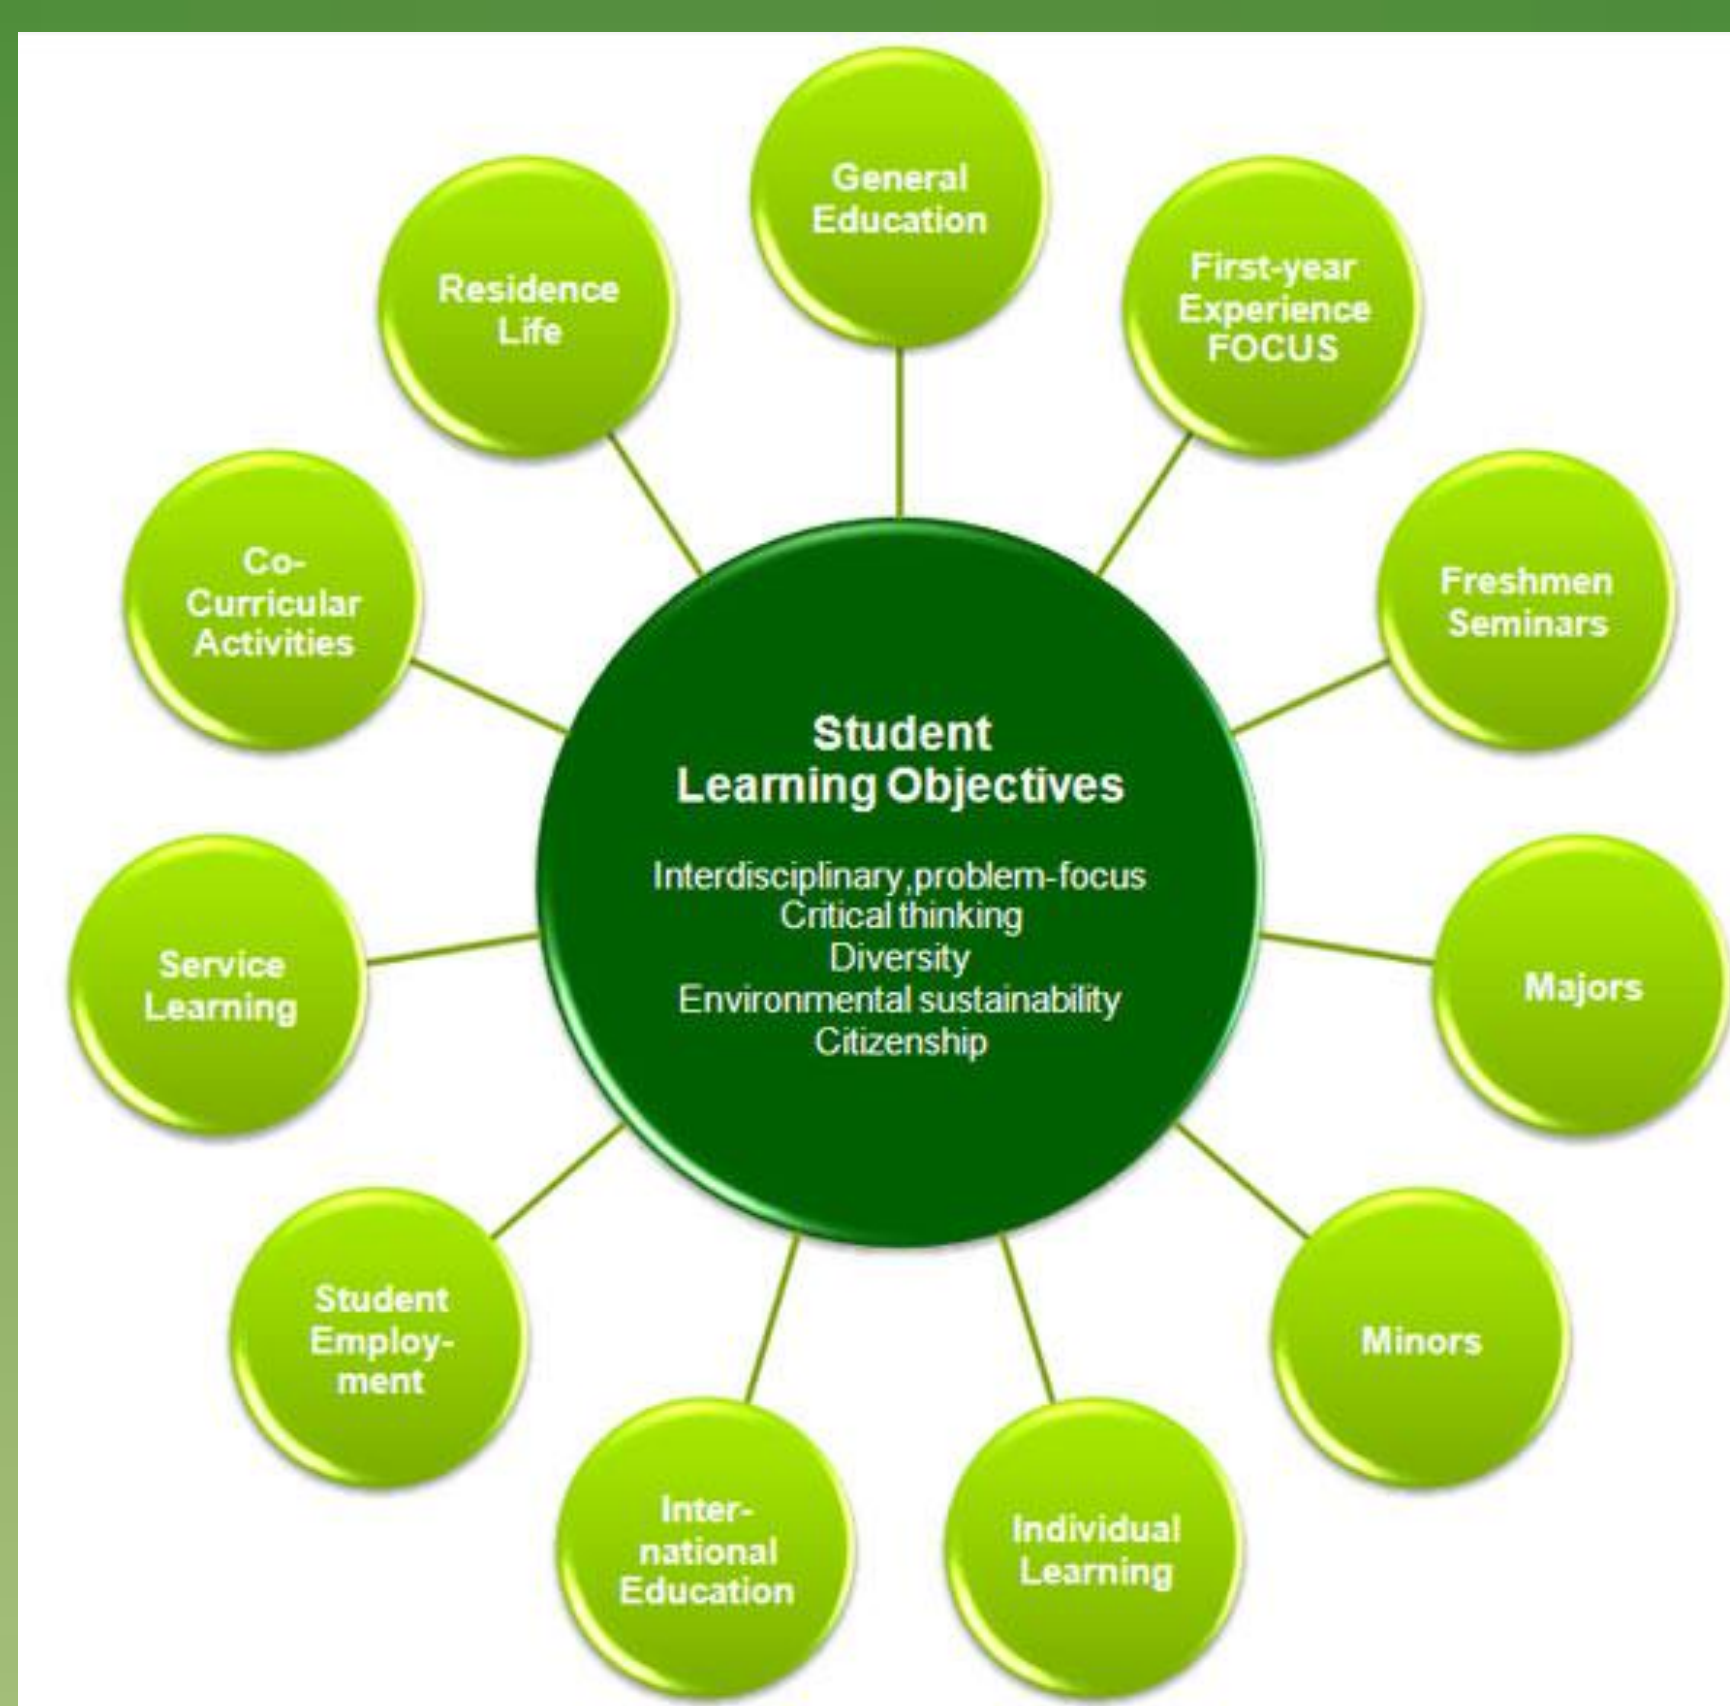 General
Education
First-year
Experience
FOCUS
Freshmen
Seminars
Majors
Minors
Individual
Learning
Inter-
national
Education
Student
Employ-
ment
Service
Learning
Co-
Curricular
Activities
Residence
Life
Student
Learning Objectives
Interdisciplinary,problem-focus
Critical thinking
Diversity
Environmental sustainability
Citizenship